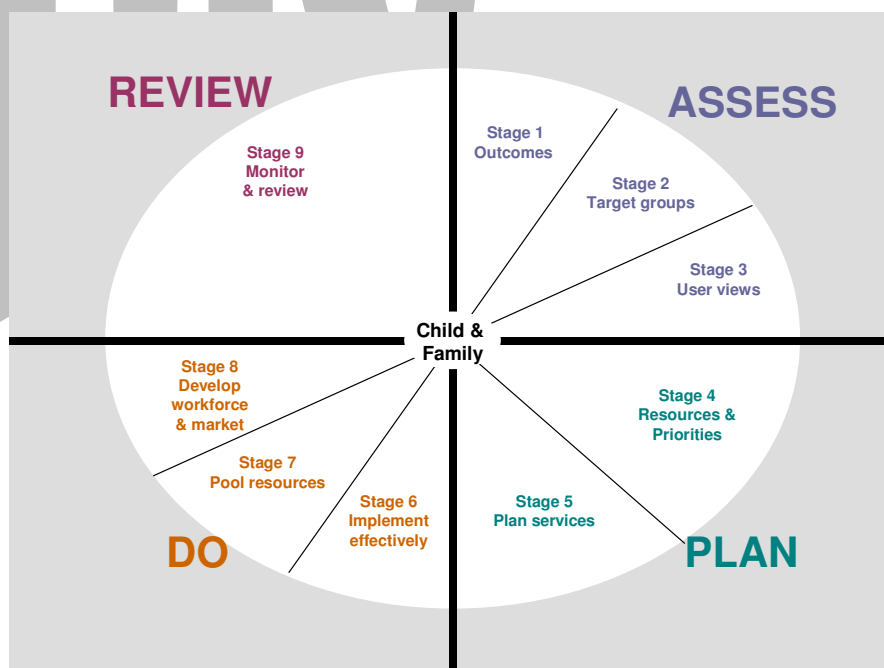 REVIEW
ASSESS
Stage 1
Outcomes
Stage 2
Target groups
Stage 3
User views
Stage 4
Resources &
Priorities
PLAN
Stage 5
Plan services
Stage 6
Implement
effectively
DO
Stage 7
Pool resources
Stage 8
Develop
workforce
& market
Stage 9
Monitor
& review
Child &
Family